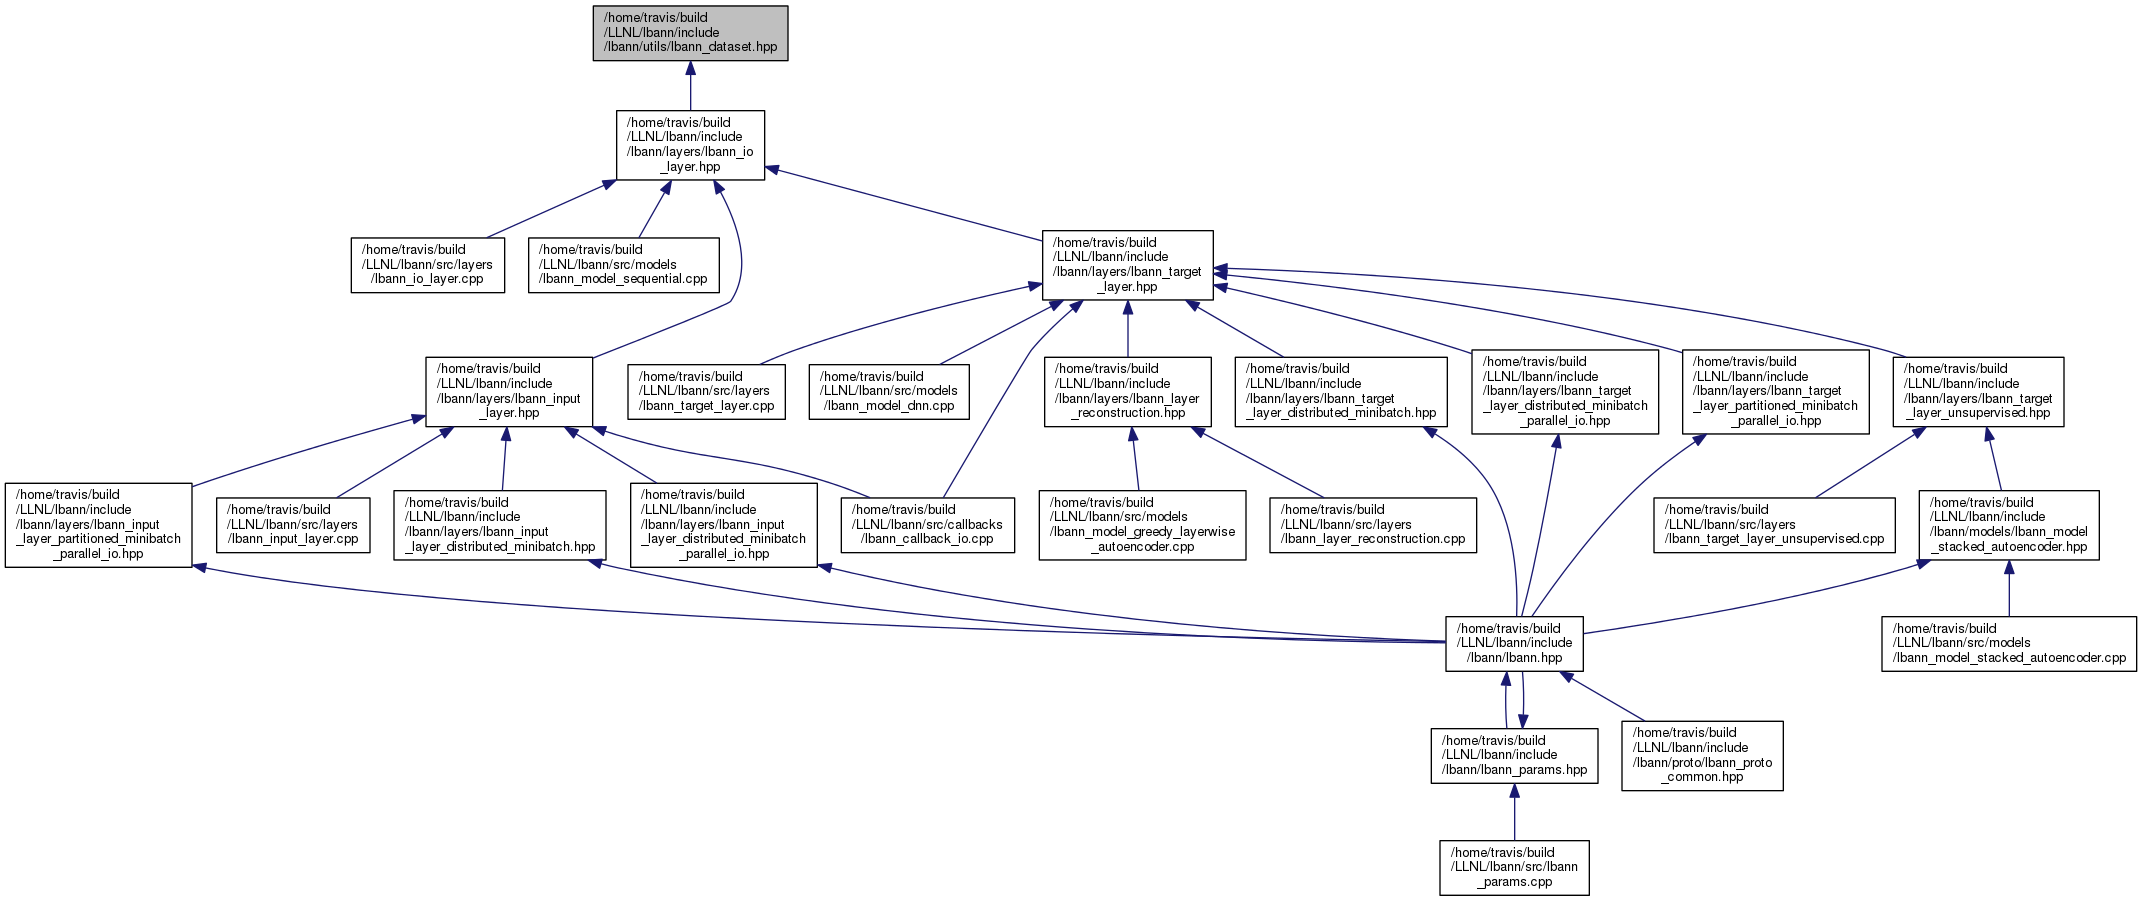 /home/travis/build
/LLNL/lbann/include
/lbann/utils/lbann_dataset.hpp
/home/travis/build
/LLNL/lbann/include
/lbann/layers/lbann_io
_layer.hpp
/home/travis/build
/LLNL/lbann/src/layers
/lbann_io_layer.cpp
/home/travis/build
/LLNL/lbann/src/models
/lbann_model_sequential.cpp
/home/travis/build
/LLNL/lbann/include
/lbann/layers/lbann_target
_layer.hpp
/home/travis/build
/LLNL/lbann/include
/lbann/layers/lbann_input
_layer.hpp
/home/travis/build
/LLNL/lbann/src/layers
/lbann_target_layer.cpp
/home/travis/build
/LLNL/lbann/src/models
/lbann_model_dnn.cpp
/home/travis/build
/LLNL/lbann/include
/lbann/layers/lbann_layer
_reconstruction.hpp
/home/travis/build
/LLNL/lbann/include
/lbann/layers/lbann_target
_layer_distributed_minibatch.hpp
/home/travis/build
/LLNL/lbann/include
/lbann/layers/lbann_target
_layer_distributed_minibatch
_parallel_io.hpp
/home/travis/build
/LLNL/lbann/include
/lbann/layers/lbann_target
_layer_partitioned_minibatch
_parallel_io.hpp
/home/travis/build
/LLNL/lbann/include
/lbann/layers/lbann_target
_layer_unsupervised.hpp
/home/travis/build
/LLNL/lbann/include
/lbann/layers/lbann_input
_layer_partitioned_minibatch
_parallel_io.hpp
/home/travis/build
/LLNL/lbann/src/layers
/lbann_input_layer.cpp
/home/travis/build
/LLNL/lbann/include
/lbann/layers/lbann_input
_layer_distributed_minibatch.hpp
/home/travis/build
/LLNL/lbann/include
/lbann/layers/lbann_input
_layer_distributed_minibatch
_parallel_io.hpp
/home/travis/build
/LLNL/lbann/src/callbacks
/lbann_callback_io.cpp
/home/travis/build
/LLNL/lbann/src/models
/lbann_model_greedy_layerwise
_autoencoder.cpp
/home/travis/build
/LLNL/lbann/src/layers
/lbann_layer_reconstruction.cpp
/home/travis/build
/LLNL/lbann/src/layers
/lbann_target_layer_unsupervised.cpp
/home/travis/build
/LLNL/lbann/include
/lbann/models/lbann_model
_stacked_autoencoder.hpp
/home/travis/build
/LLNL/lbann/include
/lbann/lbann.hpp
/home/travis/build
/LLNL/lbann/src/models
/lbann_model_stacked_autoencoder.cpp
/home/travis/build
/LLNL/lbann/include
/lbann/lbann_params.hpp
/home/travis/build
/LLNL/lbann/include
/lbann/proto/lbann_proto
_common.hpp
/home/travis/build
/LLNL/lbann/src/lbann
_params.cpp